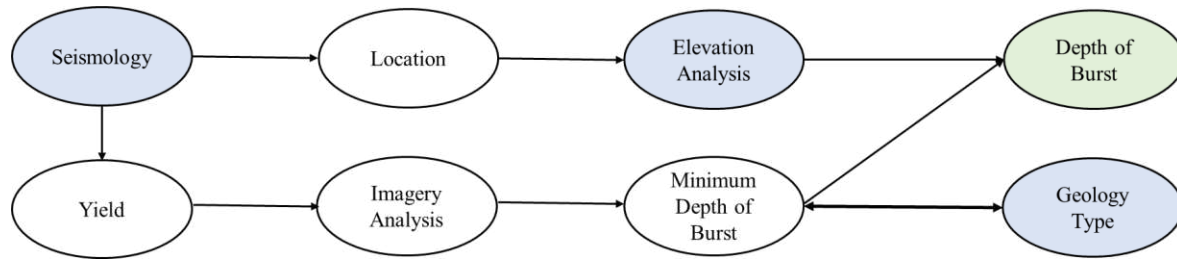 Seismology
Location
Elevation
Analysis
Depth of
Burst
Yield
Imagery
Analysis
Minimum
Depth of
Burst
Geology
Type